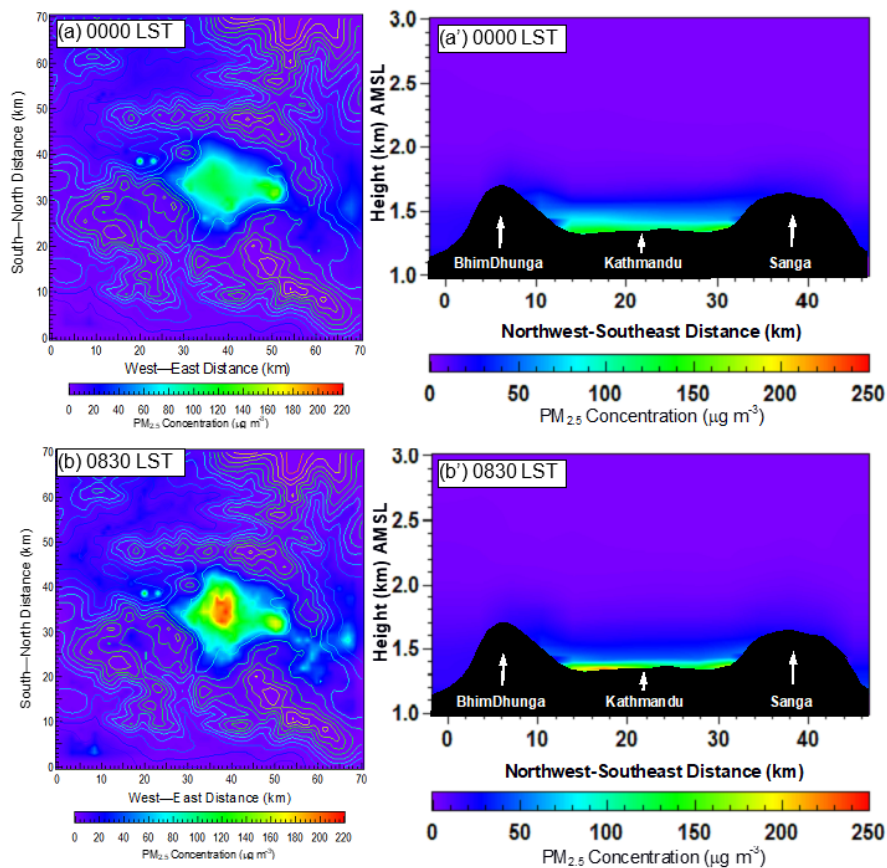 (a) 0000 LST
70
60
50
40
30
20
10
0
South—North Distance (km)
0 10 20 30 40 50 60 70
West—East Distance (km)
0 20 40 60 80 100 120 140 160 180 200 220
PM2.5 Concentration (µg m-3)
(a') 0000 LST
3.0
2.5
2.0
1.5
1.0
Height (km) AMSL
BhimDhunga
Kathmandu
Sanga
0 10 20 30 40
Northwest-Southeast Distance (km)
0 50 100 150 200 250
PM2.5 Concentration (µg m-3)
(b) 0830 LST
70
60
50
40
30
20
10
0
South—North Distance (km)
0 10 20 30 40 50 60 70
West—East Distance (km)
0 20 40 60 80 100 120 140 160 180 200 220
PM2.5 Concentration (µg m-3)
(b') 0830 LST
3.0
2.5
2.0
1.5
1.0
Height (km) AMSL
BhimDhunga
Kathmandu
Sanga
0 10 20 30 40
Northwest-Southeast Distance (km)
0 50 100 150 200 250
PM2.5 Concentration (µg m-3)